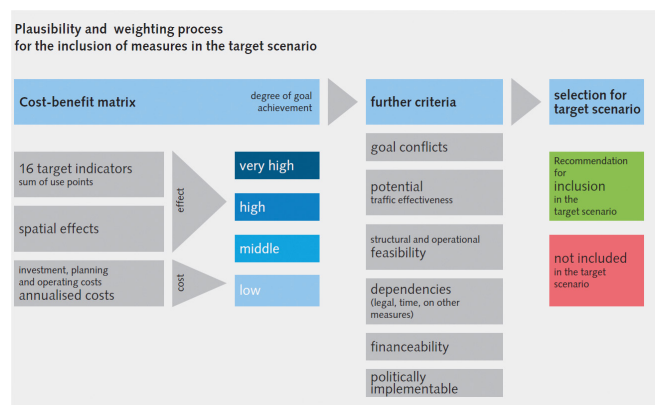 Plausibility and weighting process
for the inclusion of measures in the target scenario
Cost-benefit matrix
degree of goal
achievement
further criteria
selection for
target scenario
16 target indicators
sum of use points
spatial effects
investment, planning
and operating costs
annualised costs
effect
cost
very high
high
middle
low
goal conflicts
potential
traffic effectiveness
structural and operational
feasibility
dependencies
(legal, time, on other
measures)
financeability
politically
implementable
Recommendation
for
inclusion
in the
target scenario
not included
in the target
scenario